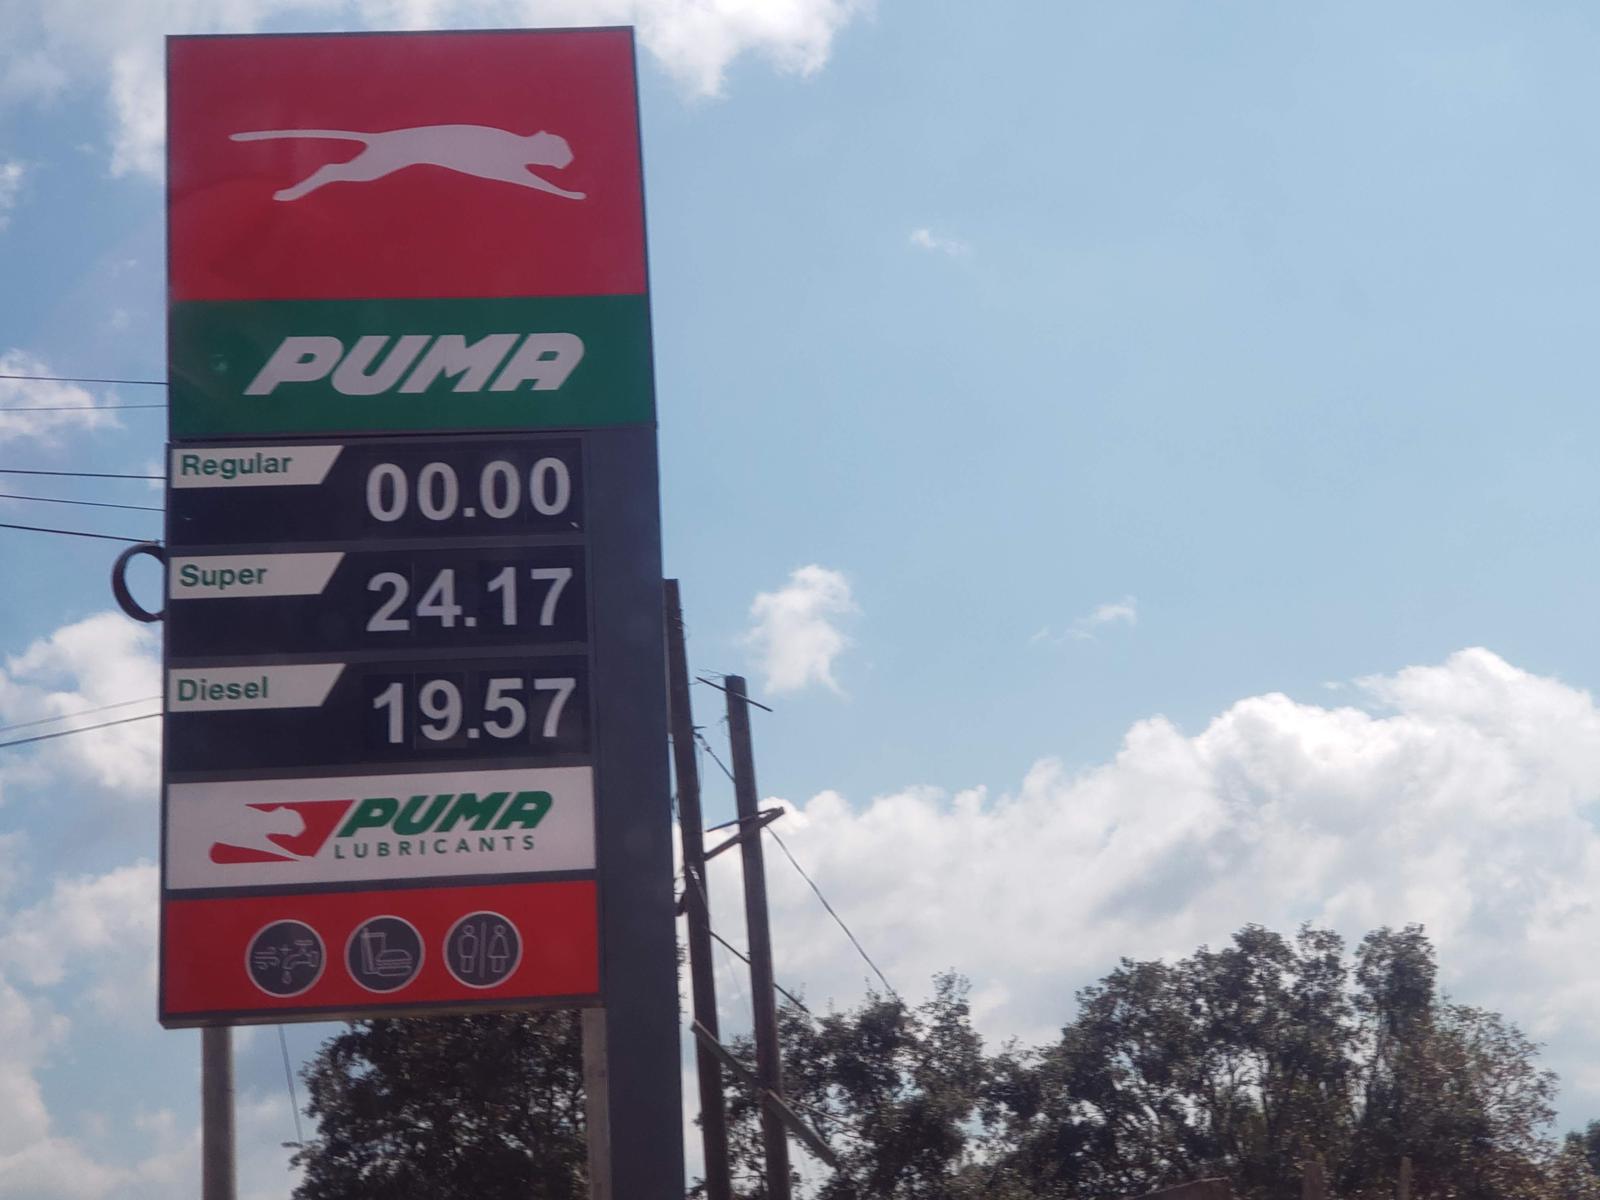 PUMA
Regular 00.00
Super 24.17
Diesel 19.57
PUMA
LUBRICANTS